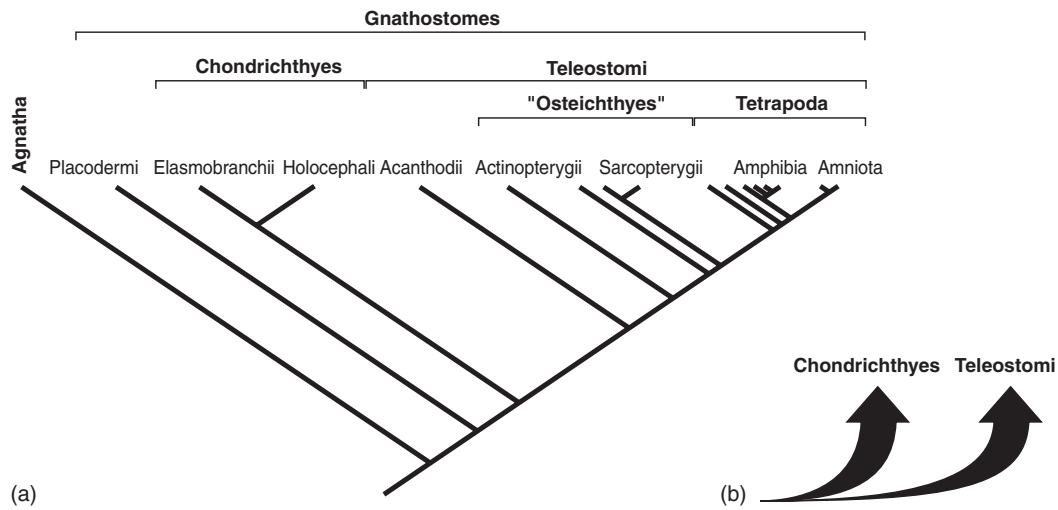 Gnathostomes
Chondrichthyes
Teleostomi
"Osteichthyes"
Tetrapoda
Agnatha
Placodermi
Elasmobranchii
Holocephali
Acanthodii
Actinopterygii
Sarcopterygii
Amphibia
Amniota
Chondrichthyes
Teleostomi
(a)
(b)